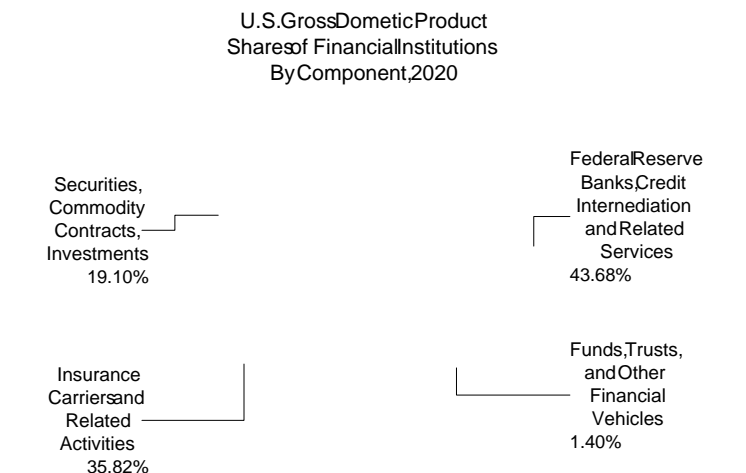 U.S.GrossDometicProduct
Sharesof FinancialInstitutions
ByComponent,2020
Securities,
Commodity
Contracts,
Investments
19.10%
FederalReserve
Banks,Credit
Internediation
andRelated
Services
43.68%
Insurance
Carriersand
Related
Activities
35.82%
Funds,Trusts,
andOther
Financial
Vehicles
1.40%